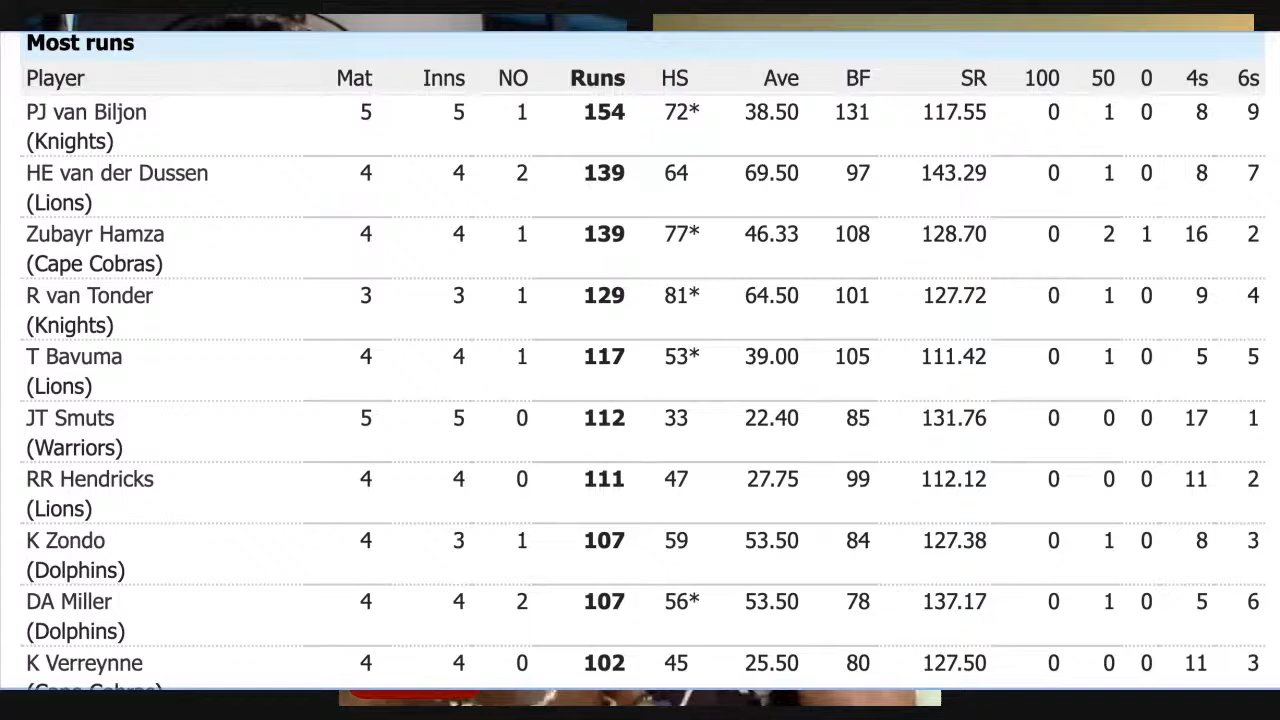 Most runs
Player Mat Inns NO Runs HS Ave BF SR 100 50 0 4s 6s
PJ van Biljon 5 5 1 154 72* 38.50 131 117.55 0 1 0 8 9
(Knights)
HE van der Dussen 4 4 2 139 64 69.50 97 143.29 0 1 0 8 7
(Lions)
Zubayr Hamza 4 4 1 139 77* 46.33 108 128.70 0 2 1 16 2
(Cape Cobras)
R van Tonder 3 3 1 129 81* 64.50 101 127.72 0 1 0 9 4
(Knights)
T Bavuma 4 4 1 117 53* 39.00 105 111.42 0 1 0 5 5
(Lions)
JT Smuts 5 5 0 112 33 22.40 85 131.76 0 0 0 17 1
(Warriors)
RR Hendricks 4 4 0 111 47 27.75 99 112.12 0 0 0 11 2
(Lions)
K Zondo 4 3 1 107 59 53.50 84 127.38 0 1 0 8 3
(Dolphins)
DA Miller 4 4 2 107 56* 53.50 78 137.17 0 1 0 5 6
(Dolphins)
K Verreynne 4 4 0 102 45 25.50 80 127.50 0 0 0 11 3